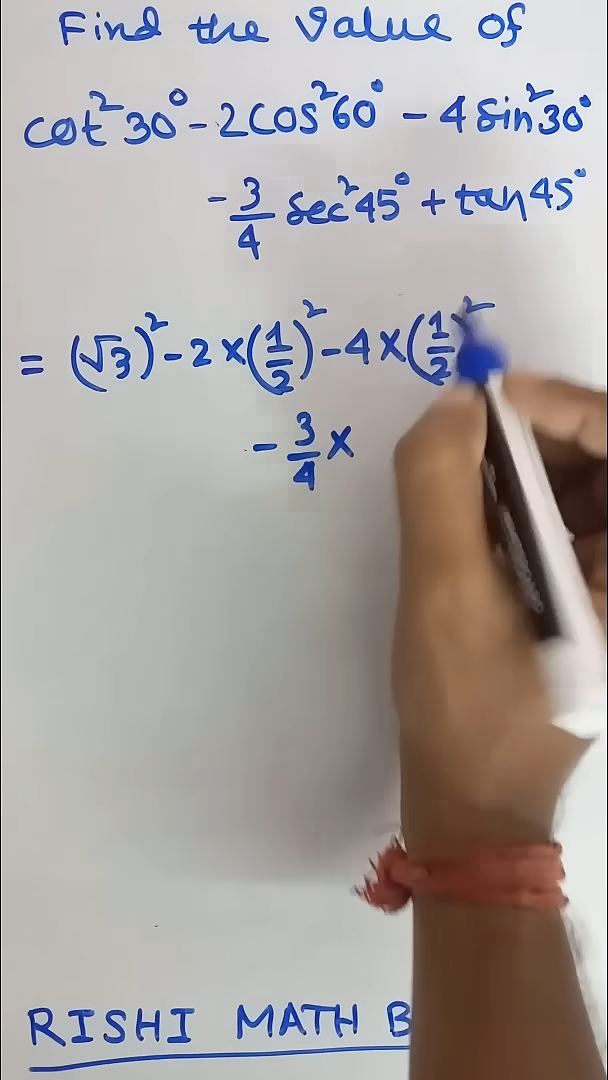 Find the value of
cot²30° - 2cos²60° - 4sin²30°
- 3/4 sec²45° + tan45°
= (√3)² - 2×(1/2)² - 4×(1/2)²
- 3/4 ×
RISHI MATH B